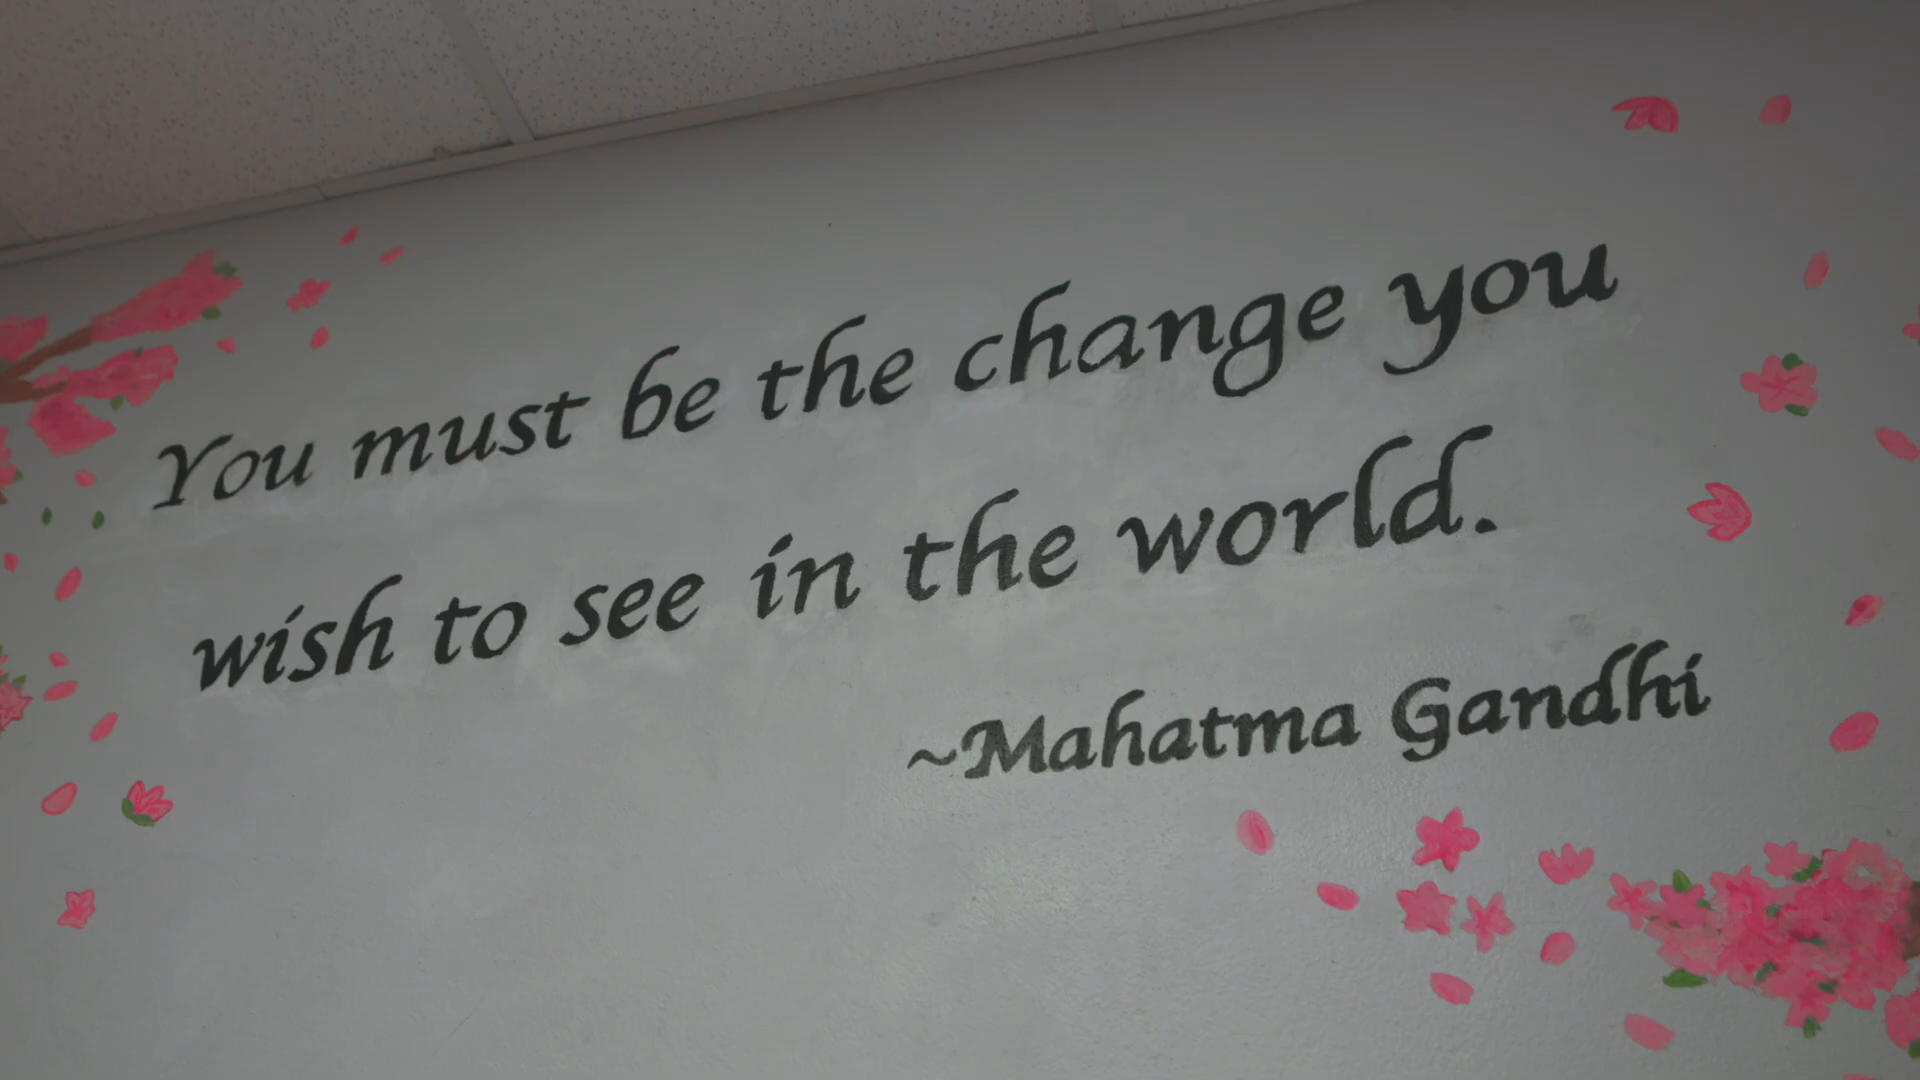 You must be the change you
wish to see in the world.
~Mahatma Gandhi